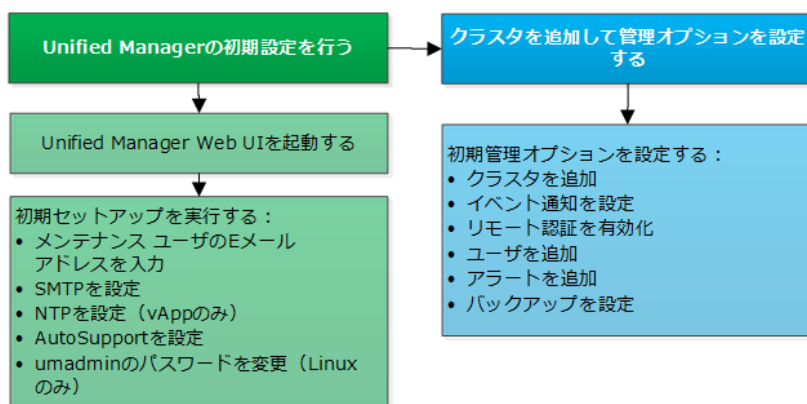 Unified Managerの初期設定を行う
Unified Manager Web UIを起動する
初期セットアップを実行する：
• メンテナンス ユーザのEメール
アドレスを入力
• SMTPを設定
• NTPを設定（vAppのみ）
• AutoSupportを設定
• umadminのパスワードを変更（Linux
のみ）
クラスタを追加して管理オプションを設定
する
初期管理オプションを設定する：
• クラスタを追加
• イベント通知を設定
• リモート認証を有効化
• ユーザを追加
• アラートを追加
• バックアップを設定